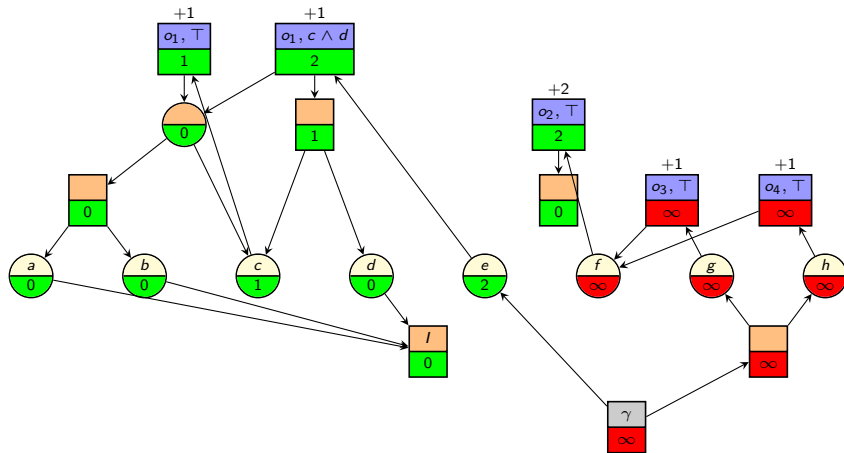 +1 +1
o₁, ⊤ o₁, c ∧ d
1 2
+2
o₂, ⊤
0 1 2
+1 +1
o₃, ⊤ o₄, ⊤
0 0 ∞ ∞
a b c d e f g h
0 0 1 0 2 ∞ ∞ ∞
I
0 ∞
γ
∞